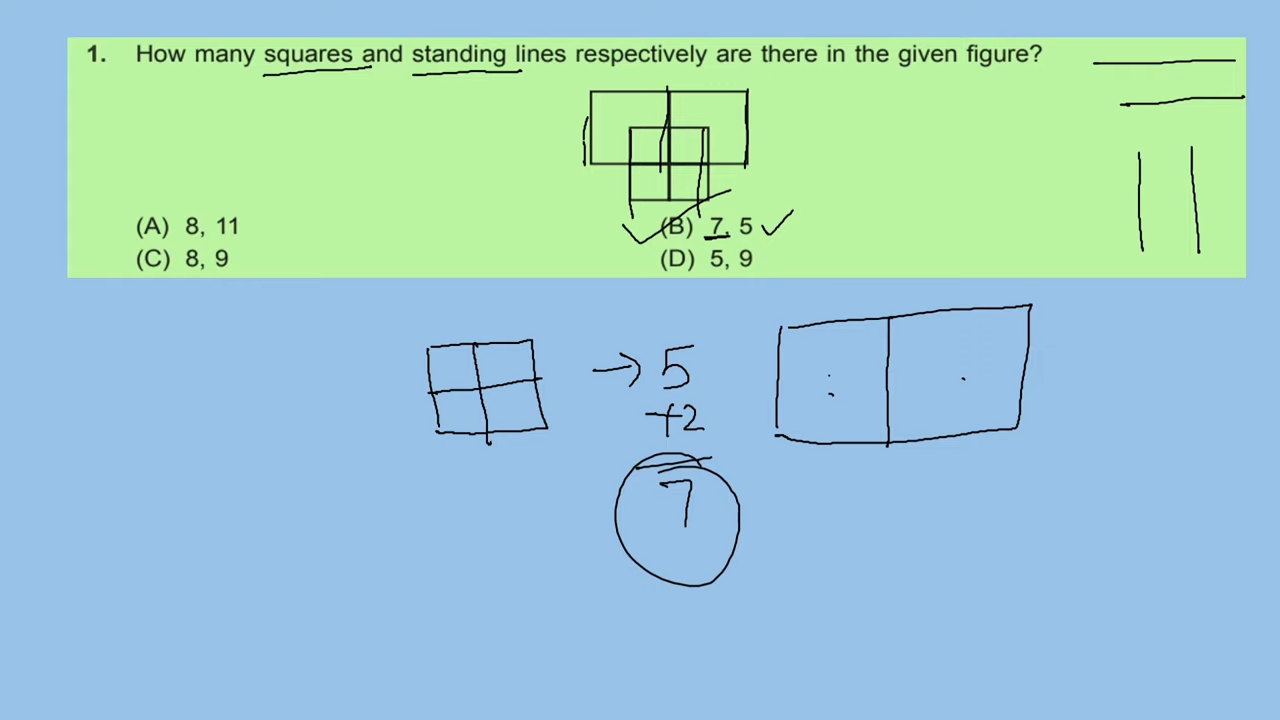 1. How many squares and standing lines respectively are there in the given figure?
(A) 8, 11 (B) 7, 5
(C) 8, 9 (D) 5, 9
→ 5
+2
7